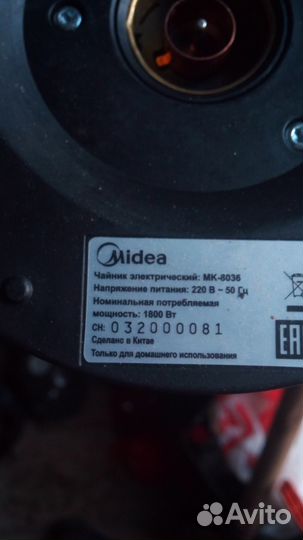 Midea
Чайник электрический: МК-8036
Напряжение питания: 220 В ~ 50 Гц
Номинальная потребляемая
мощность: 1800 Вт
СН: 032000081
Сделано в Китае
Только для домашнего использования
EAC
Avito